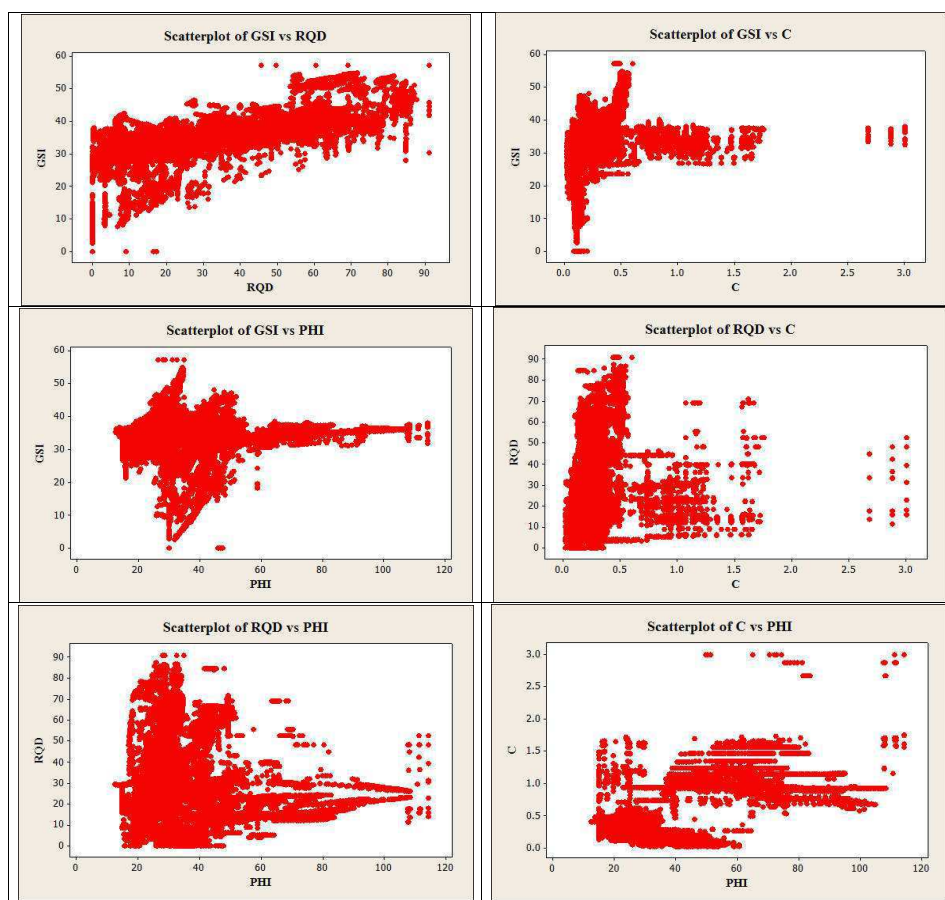 Scatterplot of GSI vs RQD
60
50
40
30
20
10
0
GSI
0 10 20 30 40 50 60 70 80 90
RQD
Scatterplot of GSI vs C
60
50
40
30
20
10
0
GSI
0.0 0.5 1.0 1.5 2.0 2.5 3.0
C
Scatterplot of GSI vs PHI
60
50
40
30
20
10
0
GSI
0 20 40 60 80 100 120
PHI
Scatterplot of RQD vs C
90
80
70
60
50
40
30
20
10
0
RQD
0.0 0.5 1.0 1.5 2.0 2.5 3.0
C
Scatterplot of RQD vs PHI
90
80
70
60
50
40
30
20
10
0
RQD
0 20 40 60 80 100 120
PHI
Scatterplot of C vs PHI
3.0
2.5
2.0
1.5
1.0
0.5
0.0
C
0 20 40 60 80 100 120
PHI